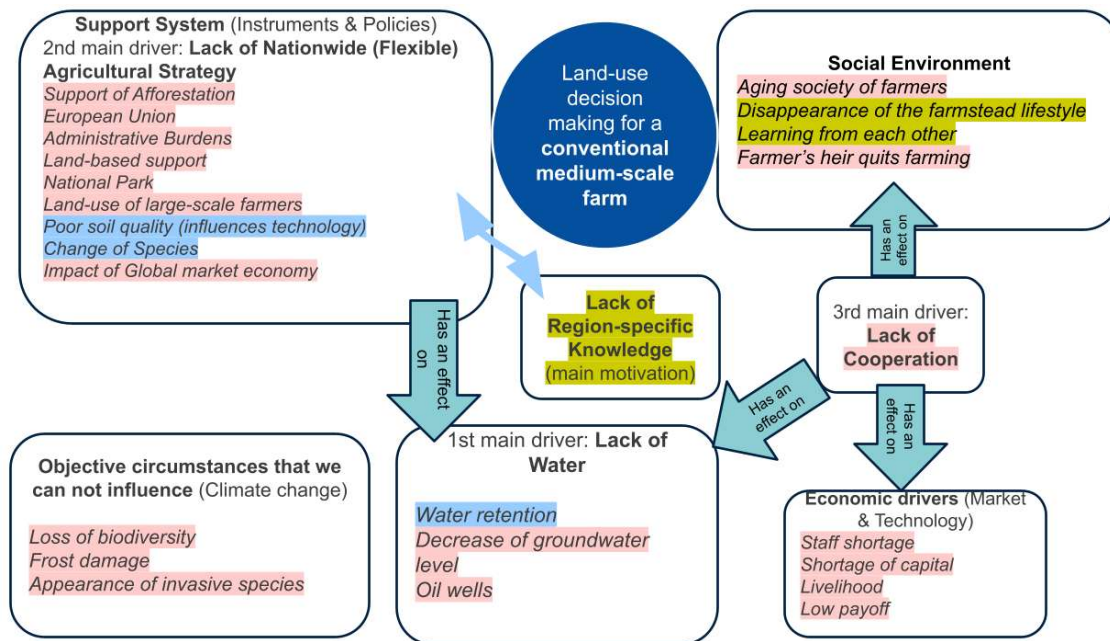 Support System (Instruments & Policies)
2nd main driver: Lack of Nationwide (Flexible)
Agricultural Strategy
Support of Afforestation
European Union
Administrative Burdens
Land-based support
National Park
Land-use of large-scale farmers
Poor soil quality (influences technology)
Change of Species
Impact of Global market economy
Land-use
decision
making for a
conventional
medium-scale
farm
Social Environment
Aging society of farmers
Disappearance of the farmstead lifestyle
Learning from each other
Farmer's heir quits farming
Has an
effect on
Lack of
Region-specific
Knowledge
(main motivation)
3rd main driver:
Lack of
Cooperation
Has an effect
on
Has an
effect on
Has an
effect on
Objective circumstances that we
can not influence (Climate change)
Loss of biodiversity
Frost damage
Appearance of invasive species
1st main driver: Lack of
Water
Water retention
Decrease of groundwater
level
Oil wells
Economic drivers (Market
& Technology)
Staff shortage
Shortage of capital
Livelihood
Low payoff